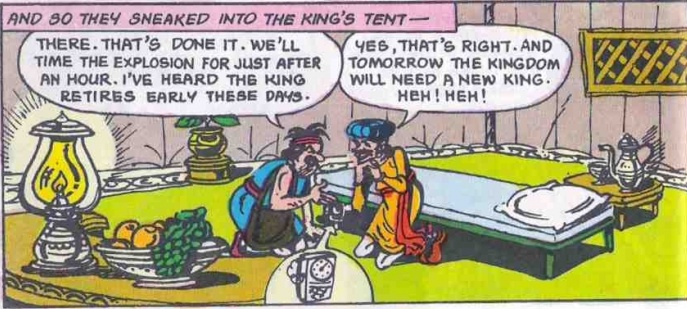 AND SO THEY SNEAKED INTO THE KING'S TENT—
THERE. THAT'S DONE IT. WE'LL
TIME THE EXPLOSION FOR JUST AFTER
AN HOUR. I'VE HEARD THE KING
RETIRES EARLY THESE DAYS.
YES, THAT'S RIGHT. AND
TOMORROW THE KINGDOM
WILL NEED A NEW KING.
HEH! HEH!